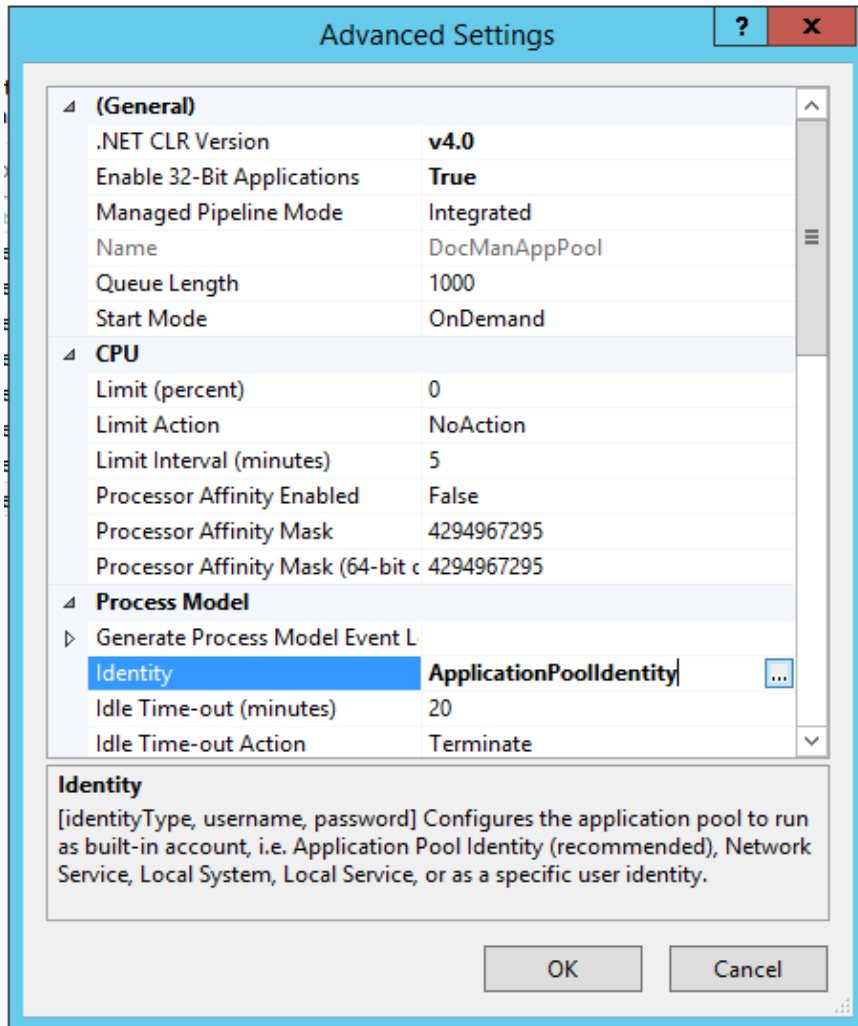 Advanced Settings
?
x
(General)
.NET CLR Version v4.0
Enable 32-Bit Applications True
Managed Pipeline Mode Integrated
Name DocManAppPool
Queue Length 1000
Start Mode OnDemand
CPU
Limit (percent) 0
Limit Action NoAction
Limit Interval (minutes) 5
Processor Affinity Enabled False
Processor Affinity Mask 4294967295
Processor Affinity Mask (64-bit 4294967295
Process Model
Generate Process Model Event
Identity ApplicationPoolIdentity ...
Idle Time-out (minutes) 20
Idle Time-out Action Terminate
Identity
[identityType, username, password] Configures the application pool to run
as built-in account, i.e. Application Pool Identity (recommended), Network
Service, Local System, Local Service, or as a specific user identity.
OK Cancel